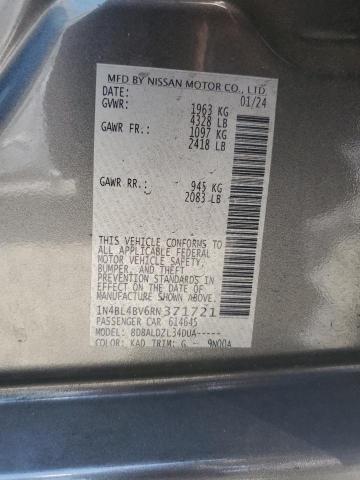 MFD BY NISSAN MOTOR CO., LTD.
DATE: 01/24
GVWR: 1963 KG
4328 LB
GAWR FR.: 1097 KG
2418 LB
GAWR RR.: 945 KG
2083 LB
THIS VEHICLE CONFORMS TO
ALL APPLICABLE FEDERAL
MOTOR VEHICLE SAFETY,
BUMPER, AND THEFT
PREVENTION STANDARDS
IN EFFECT ON THE DATE OF
MANUFACTURE SHOWN ABOVE.
1N4BL4BV6RN371721
PASSENGER CAR 614645
MODEL: BDBALDZL34DUA-----
COLOR: KAD TRIM: G